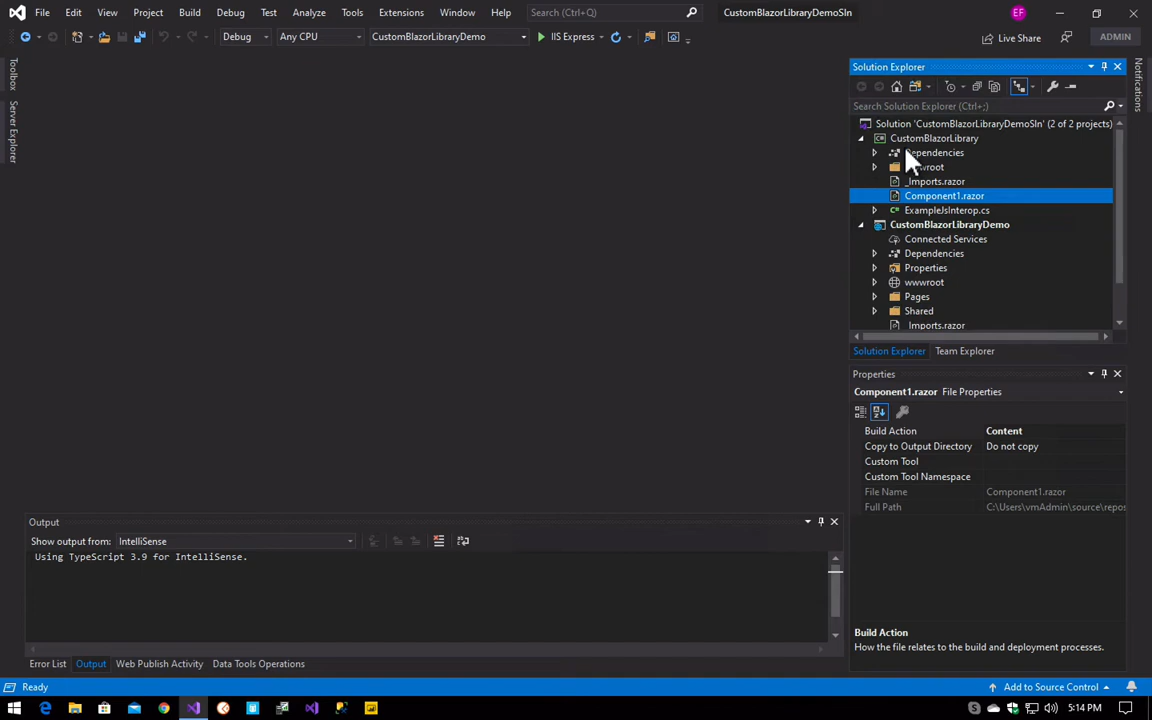 File Edit View Project Build Debug Test Analyze Tools Extensions Window Help Search (Ctrl+Q) CustomBlazorLibraryDemoSln EF
Debug Any CPU CustomBlazorLibraryDemo IIS Express Live Share ADMIN
Toolbox
Server Explorer
Notifications
Solution Explorer
Search Solution Explorer (Ctrl+;)
Solution 'CustomBlazorLibraryDemoSln' (2 of 2 projects)
CustomBlazorLibrary
Dependencies
_Imports.razor
Component1.razor
ExampleJsInterop.cs
CustomBlazorLibraryDemo
Connected Services
Dependencies
Properties
wwwroot
Pages
Shared
_Imports.razor
Solution Explorer Team Explorer
Properties
Component1.razor File Properties
Build Action Content
Copy to Output Directory Do not copy
Custom Tool
Custom Tool Namespace
File Name Component1.razor
Full Path C:\Users\vmAdmin\source\repos
Build Action
How the file relates to the build and deployment processes.
Output
Show output from: IntelliSense
Using TypeScript 3.9 for IntelliSense.
Error List Output Web Publish Activity Data Tools Operations
Ready Add to Source Control
5:14 PM